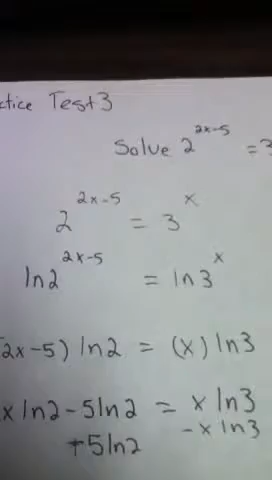 ctice Test 3
Solve 2^{2x-5} = 3
2^{2x-5} = 3^x
ln2^{2x-5} = ln3^x
(2x-5) ln2 = (x) ln3
x ln2 - 5ln2 = x ln3
+5ln2 - x ln3